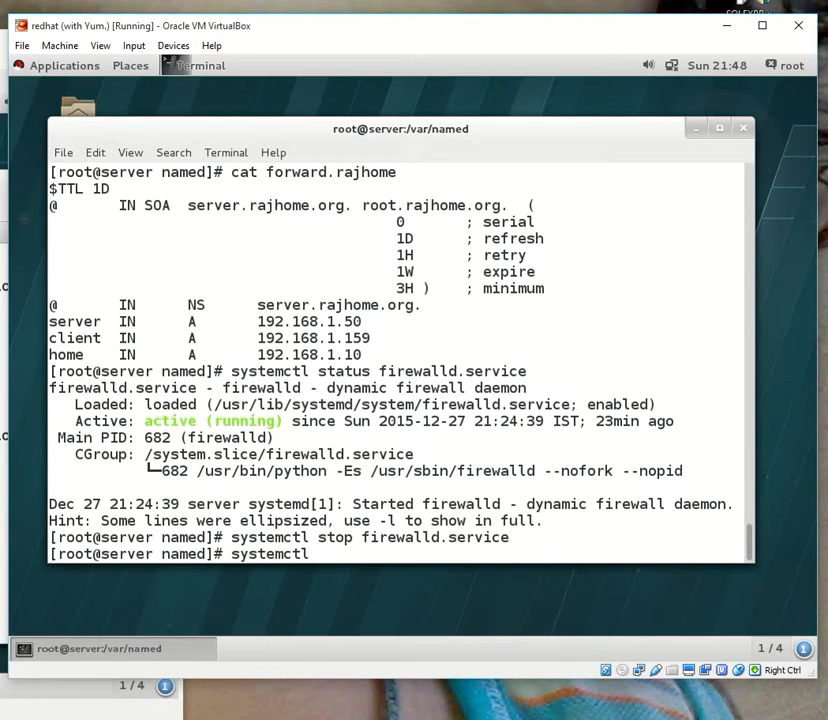 redhat (with Yum.) [Running] - Oracle VM VirtualBox
File Machine View Input Devices Help
Applications Places Terminal Sun 21:48 root
root@server:/var/named
File Edit View Search Terminal Help
[root@server named]# cat forward.rajhome
$TTL 1D
@ IN SOA server.rajhome.org. root.rajhome.org. (
0 ; serial
1D ; refresh
1H ; retry
1W ; expire
3H ) ; minimum
@ IN NS server.rajhome.org.
server IN A 192.168.1.50
client IN A 192.168.1.159
home IN A 192.168.1.10
[root@server named]# systemctl status firewalld.service
firewalld.service - firewalld - dynamic firewall daemon
Loaded: loaded (/usr/lib/systemd/system/firewalld.service; enabled)
Active: active (running) since Sun 2015-12-27 21:24:39 IST; 23min ago
Main PID: 682 (firewalld)
CGroup: /system.slice/firewalld.service
└─682 /usr/bin/python -Es /usr/sbin/firewalld --nofork --nopid
Dec 27 21:24:39 server systemd[1]: Started firewalld - dynamic firewall daemon.
Hint: Some lines were ellipsized, use -l to show in full.
[root@server named]# systemctl stop firewalld.service
[root@server named]# systemctl
root@server:/var/named 1 / 4 1
Right Ctrl
1 / 4 1